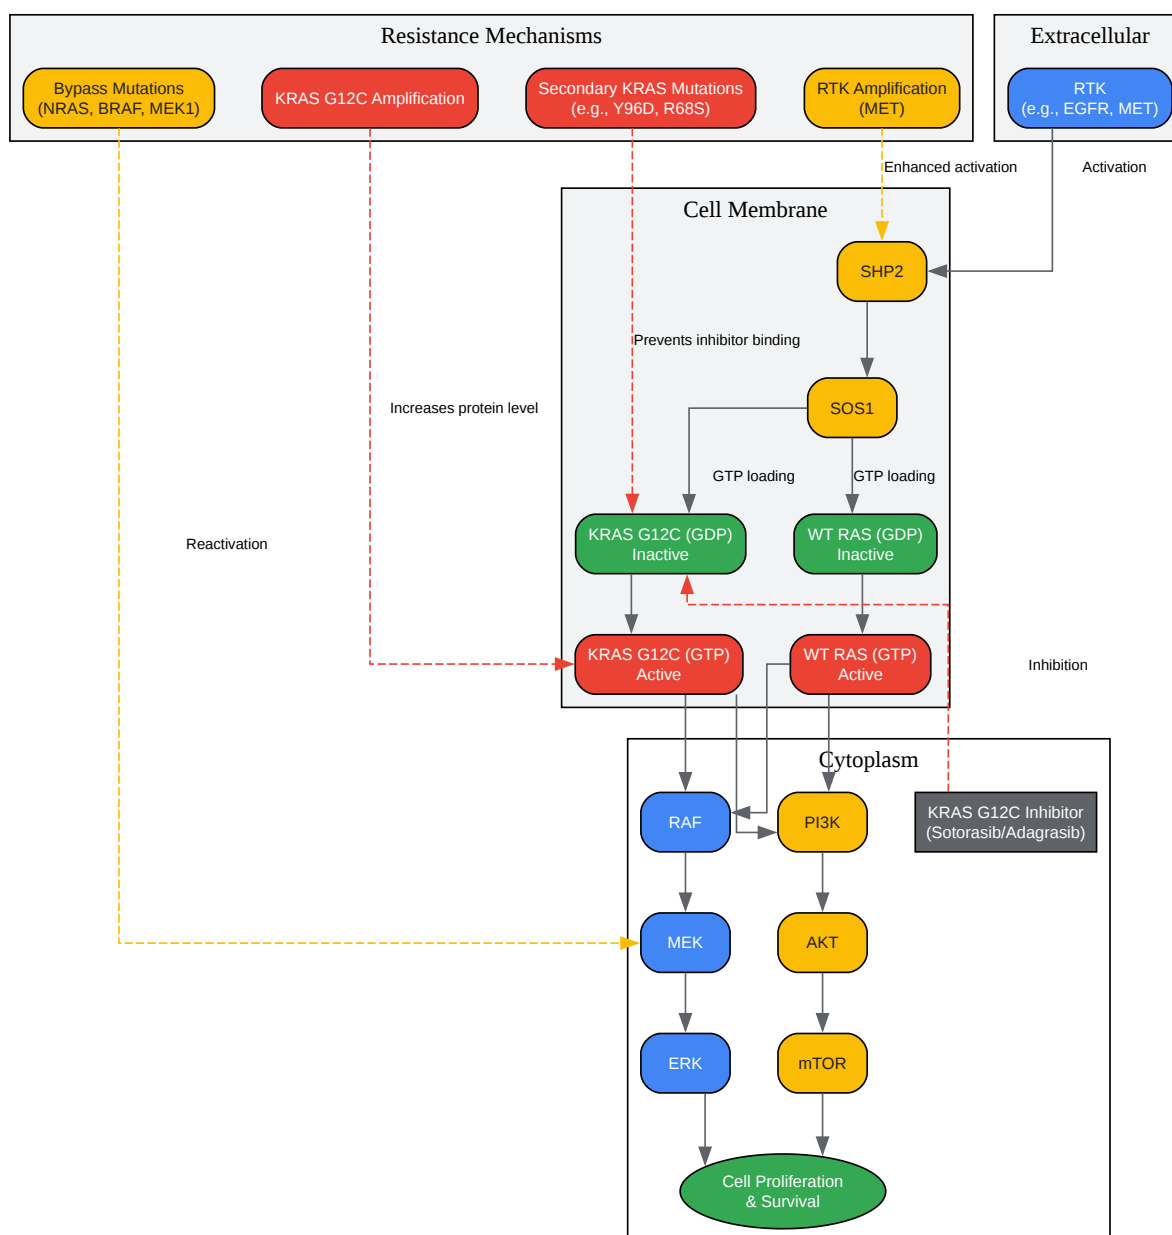 Resistance Mechanisms
Extracellular
Bypass Mutations
(NRAS, BRAF, MEK1)
KRAS G12C Amplification
Secondary KRAS Mutations
(e.g., Y96D, R68S)
RTK Amplification
(MET)
RTK
(e.g., EGFR, MET)
Enhanced activation
Activation
Cell Membrane
SHP2
Prevents inhibitor binding
SOS1
Increases protein level
GTP loading
GTP loading
KRAS G12C (GDP)
Inactive
WT RAS (GDP)
Inactive
Reactivation
KRAS G12C (GTP)
Active
WT RAS (GTP)
Active
Inhibition
Cytoplasm
RAF
PI3K
KRAS G12C Inhibitor
(Sotorasib/Adagrasib)
MEK
AKT
ERK
mTOR
Cell Proliferation
& Survival